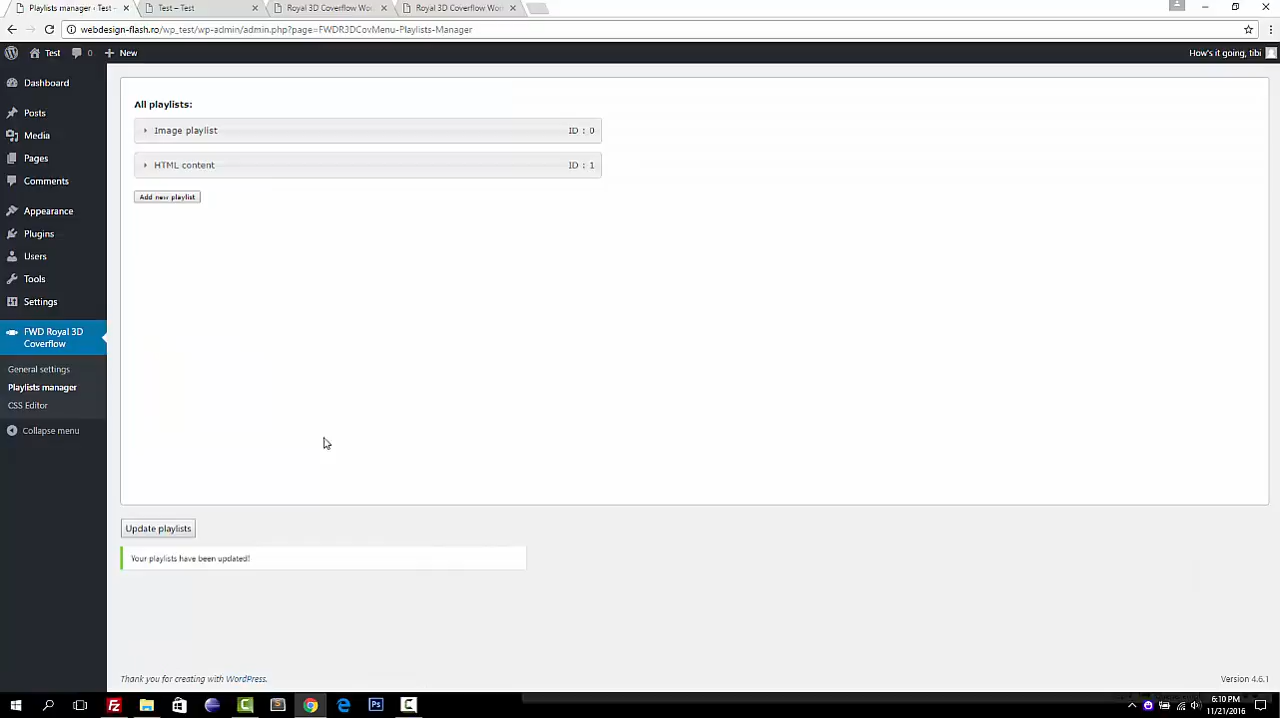 Playlists manager ‹ Test –
Test – Test
Royal 3D Coverflow Wo
Royal 3D Coverflow Wo
webdesign-flash.ro/wp_test/wp-admin/admin.php?page=FWDR3DCovMenu-Playlists-Manager
Test
0
New
How's it going, tibi
Dashboard
Posts
Media
Pages
Comments
Appearance
Plugins
Users
Tools
Settings
FWD Royal 3D
Coverflow
General settings
Playlists manager
CSS Editor
Collapse menu
All playlists:
Image playlist ID : 0
HTML content ID : 1
Add new playlist
Update playlists
Your playlists have been updated!
Thank you for creating with WordPress.
Version 4.6.1
6:10 PM
11/21/2016